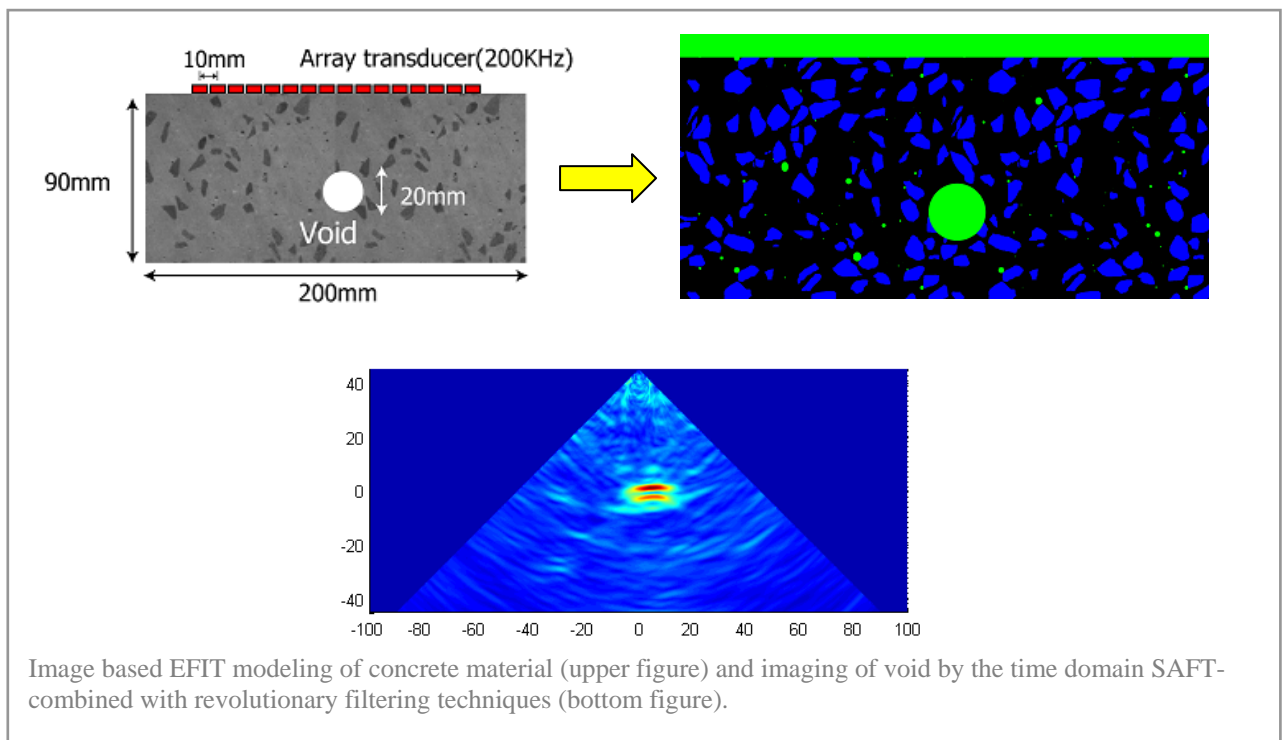 10mm
Array transducer(200KHz)
90mm
20mm
Void
200mm
40
20
0
-20
-40
-100 -80 -60 -40 -20 0 20 40 60 80 100
Image based EFIT modeling of concrete material (upper figure) and imaging of void by the time domain SAFT-
combined with revolutionary filtering techniques (bottom figure).